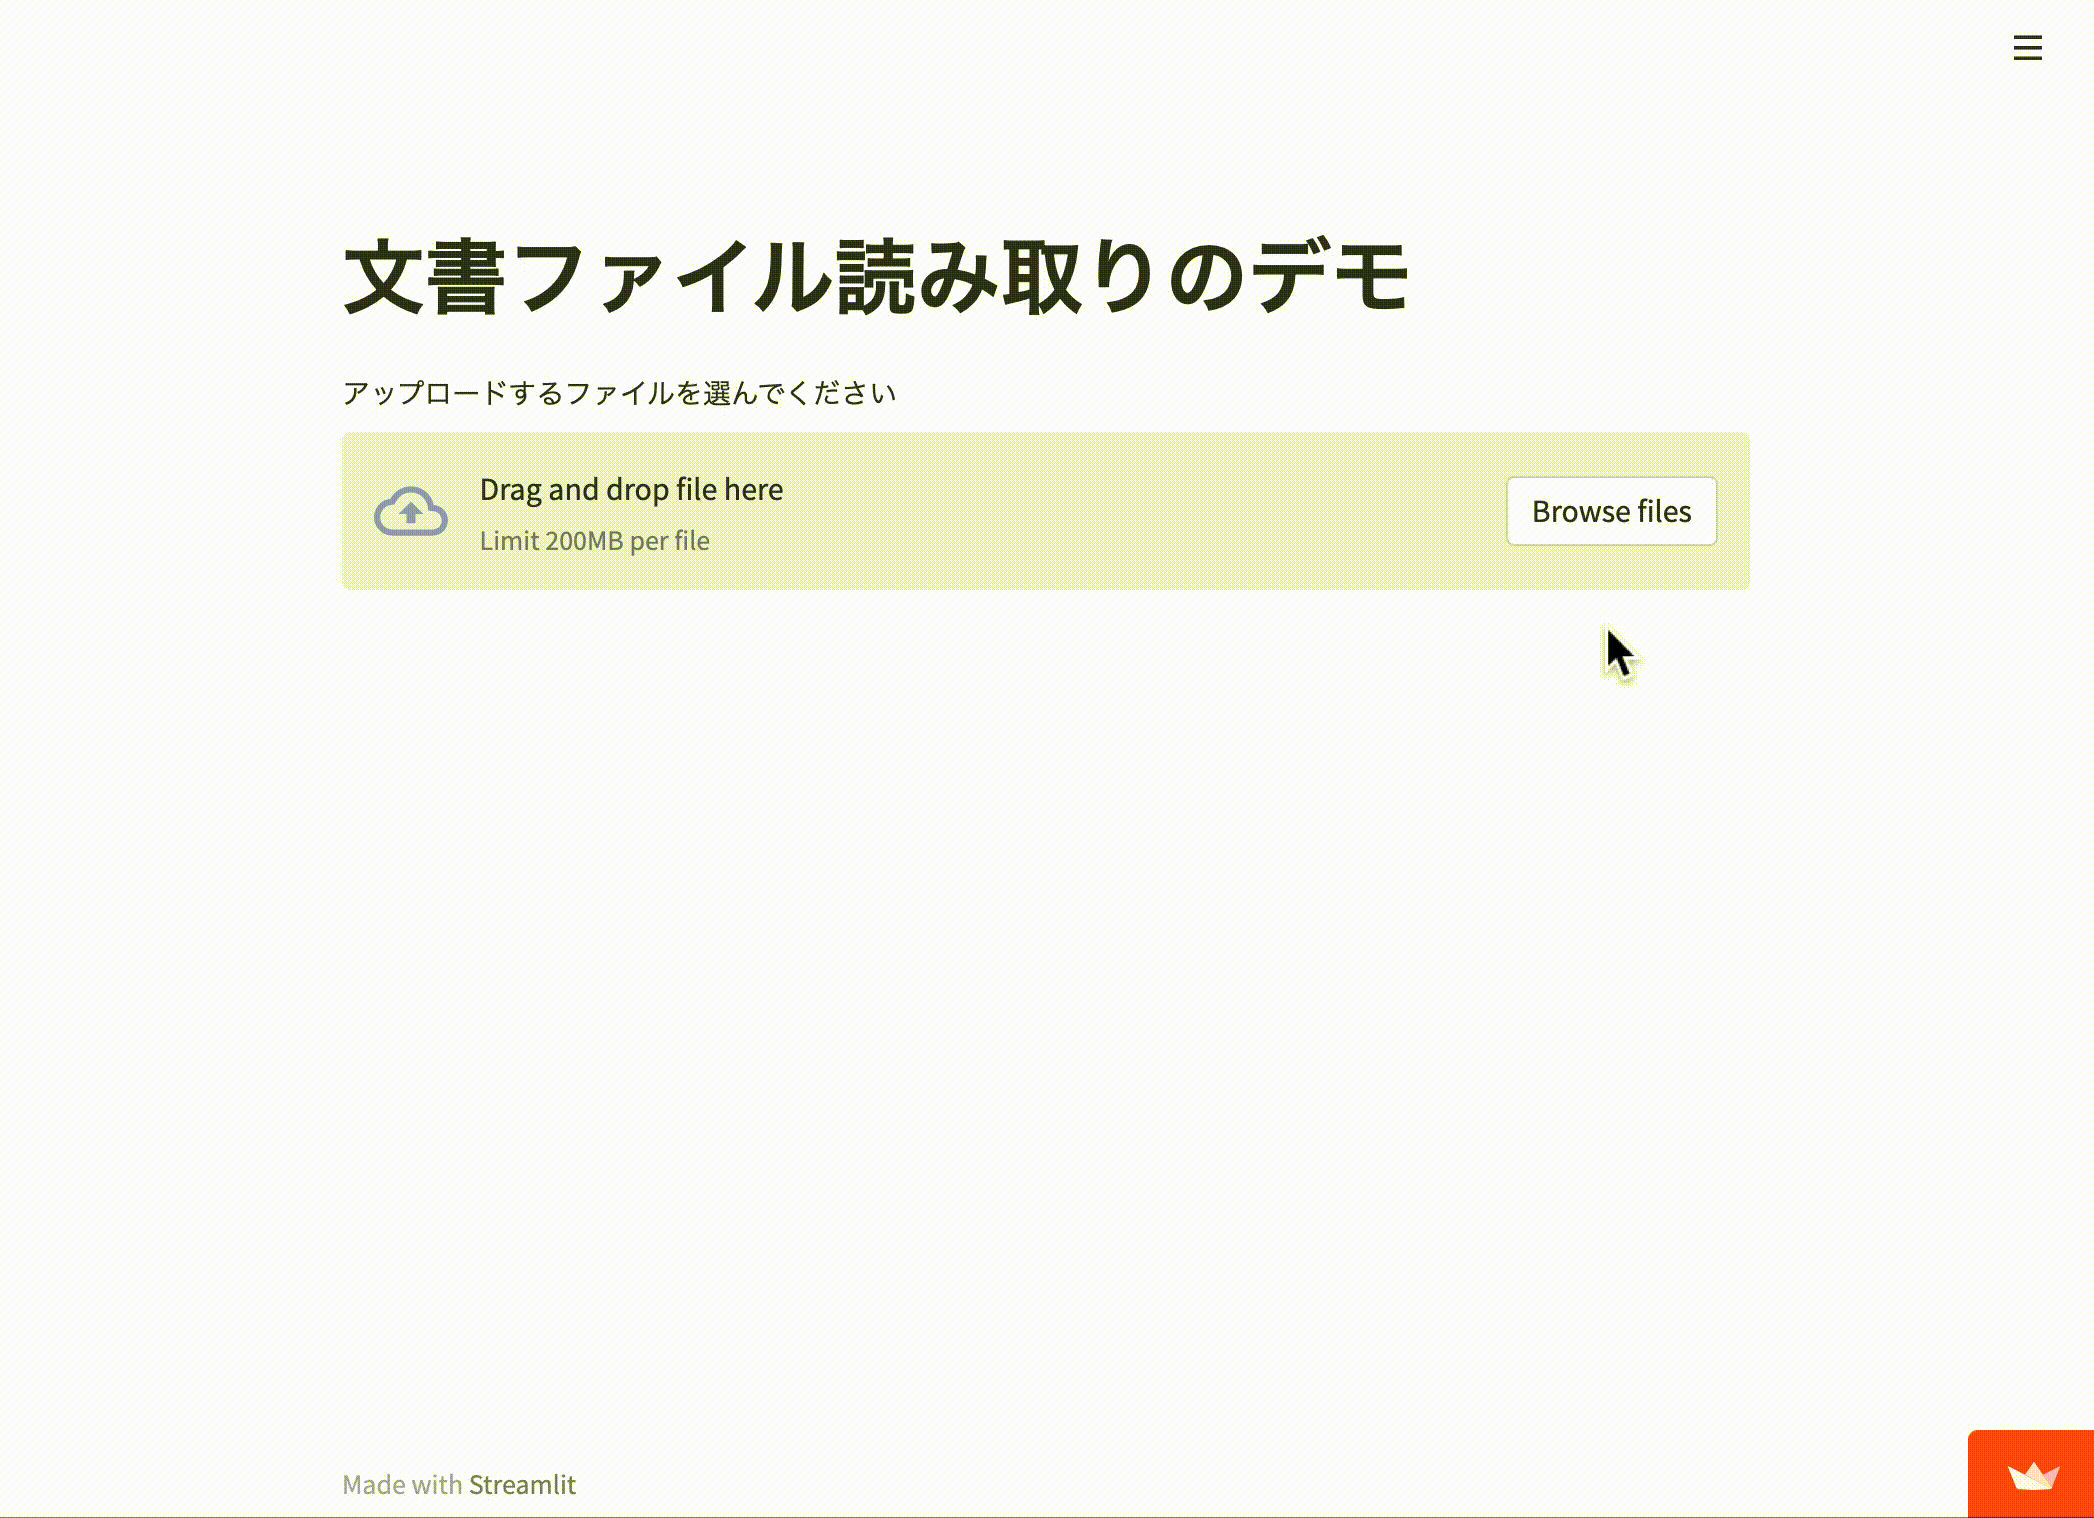 文書ファイル読み取りのデモ
アップロードするファイルを選んでください
Drag and drop file here
Limit 200MB per file
Browse files
Made with Streamlit